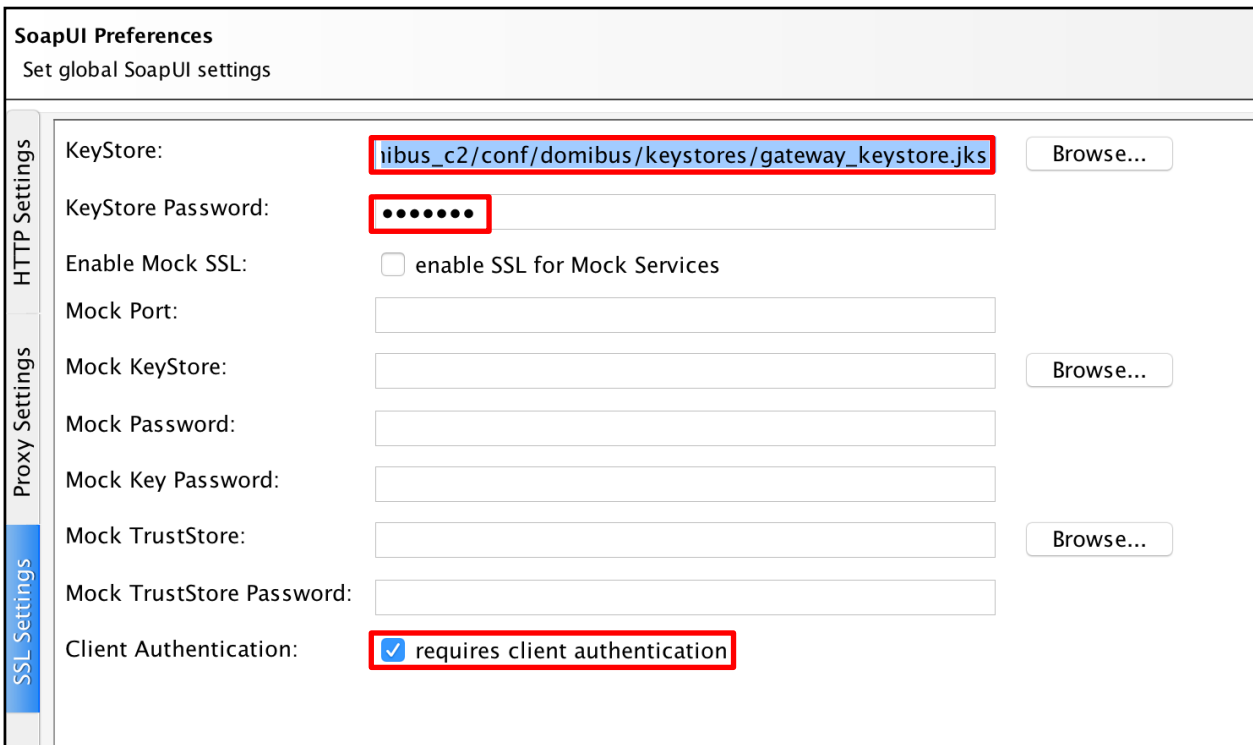 SoapUI Preferences
Set global SoapUI settings
HTTP Settings
Proxy Settings
SSL Settings
KeyStore: ibus_c2/conf/domibus/keystores/gateway_keystore.jks Browse...
KeyStore Password: •••••••
Enable Mock SSL: enable SSL for Mock Services
Mock Port:
Mock KeyStore: Browse...
Mock Password:
Mock Key Password:
Mock TrustStore: Browse...
Mock TrustStore Password:
Client Authentication: requires client authentication